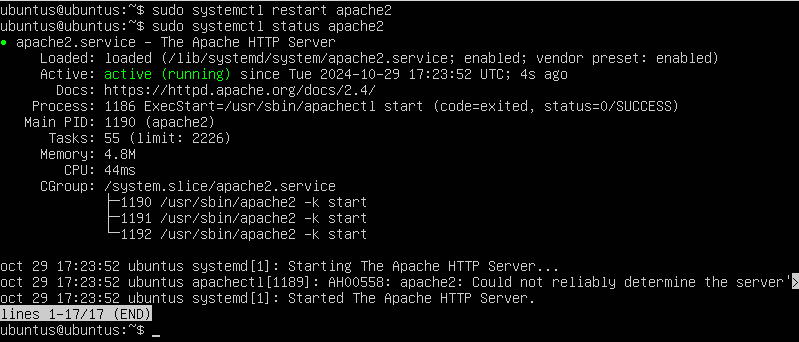 ubuntus@ubuntus:~$ sudo systemctl restart apache2
ubuntus@ubuntus:~$ sudo systemctl status apache2
● apache2.service - The Apache HTTP Server
     Loaded: loaded (/lib/systemd/system/apache2.service; enabled; vendor preset: enabled)
     Active: active (running) since Tue 2024-10-29 17:23:52 UTC; 4s ago
       Docs: https://httpd.apache.org/docs/2.4/
    Process: 1186 ExecStart=/usr/sbin/apachectl start (code=exited, status=0/SUCCESS)
   Main PID: 1190 (apache2)
      Tasks: 55 (limit: 2226)
     Memory: 4.8M
        CPU: 44ms
     CGroup: /system.slice/apache2.service
             ├─1190 /usr/sbin/apache2 -k start
             ├─1191 /usr/sbin/apache2 -k start
             └─1192 /usr/sbin/apache2 -k start

oct 29 17:23:52 ubuntus systemd[1]: Starting The Apache HTTP Server...
oct 29 17:23:52 ubuntus apachectl[1189]: AH00558: apache2: Could not reliably determine the server'>
oct 29 17:23:52 ubuntus systemd[1]: Started The Apache HTTP Server.
lines 1-17/17 (END)
ubuntus@ubuntus:~$ _